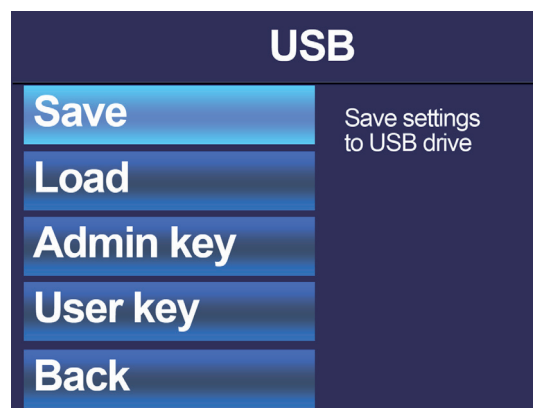 USB
Save
Save settings
to USB drive
Load
Admin key
User key
Back